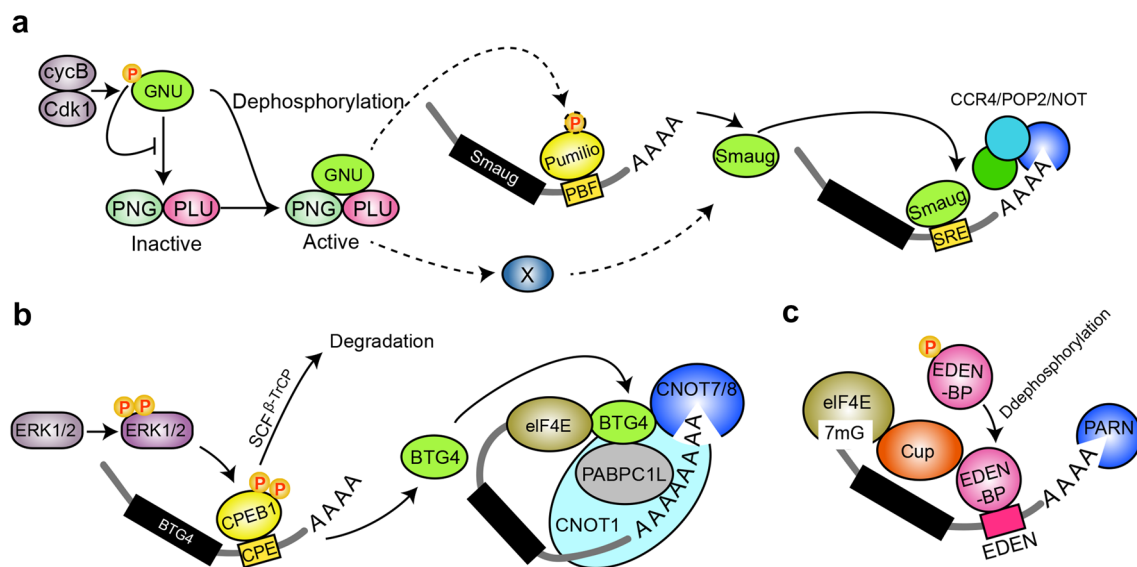 a
cycB
Cdk1
P
GNU
Dephosphorylation
PNG
PLU
Inactive
GNU
PNG
PLU
Active
X
Smaug
P
Pumilio
PBF
AAAA
Smaug
CCR4/POP2/NOT
Smaug
SRE
AAAA
b
ERK1/2
P P
ERK1/2
SCF β-TrCP
Degradation
BTG4
P P
CPEB1
CPE
AAAA
BTG4
eIF4E
BTG4
CNOT7/8
PABPC1L
CNOT1
AAAAAAA AA
c
P
EDEN
-BP
Ddephosphorylation
eIF4E
7mG
Cup
EDEN
-BP
EDEN
AAAA
PARN